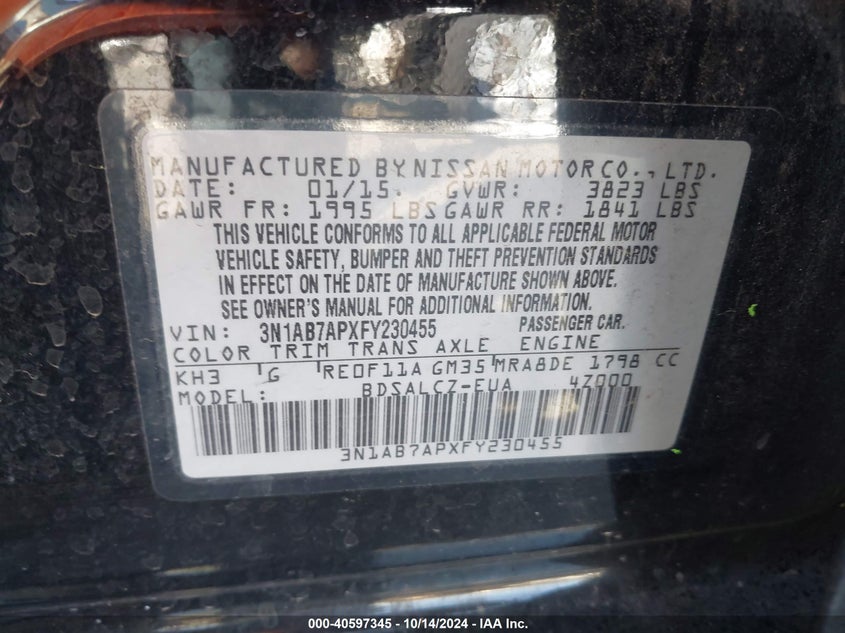 MANUFACTURED BY NISSAN MOTOR CO., LTD.
DATE: 01/15 GVWR: 3823 LBS
GAWR FR: 1995 LBS GAWR RR: 1841 LBS
THIS VEHICLE CONFORMS TO ALL APPLICABLE FEDERAL MOTOR
VEHICLE SAFETY, BUMPER AND THEFT PREVENTION STANDARDS
IN EFFECT ON THE DATE OF MANUFACTURE SHOWN ABOVE.
SEE OWNER'S MANUAL FOR ADDITIONAL INFORMATION.
VIN: 3N1AB7APXFY230455 PASSENGER CAR.
COLOR TRIM TRANS AXLE ENGINE
KH3 G RE0F11A GM35 MRA8DE 1798 CC
MODEL: BDSALCZ-EUA 4Z000
3N1AB7APXFY230455
000-40597345 | 10/14/2024 - IAA Inc.